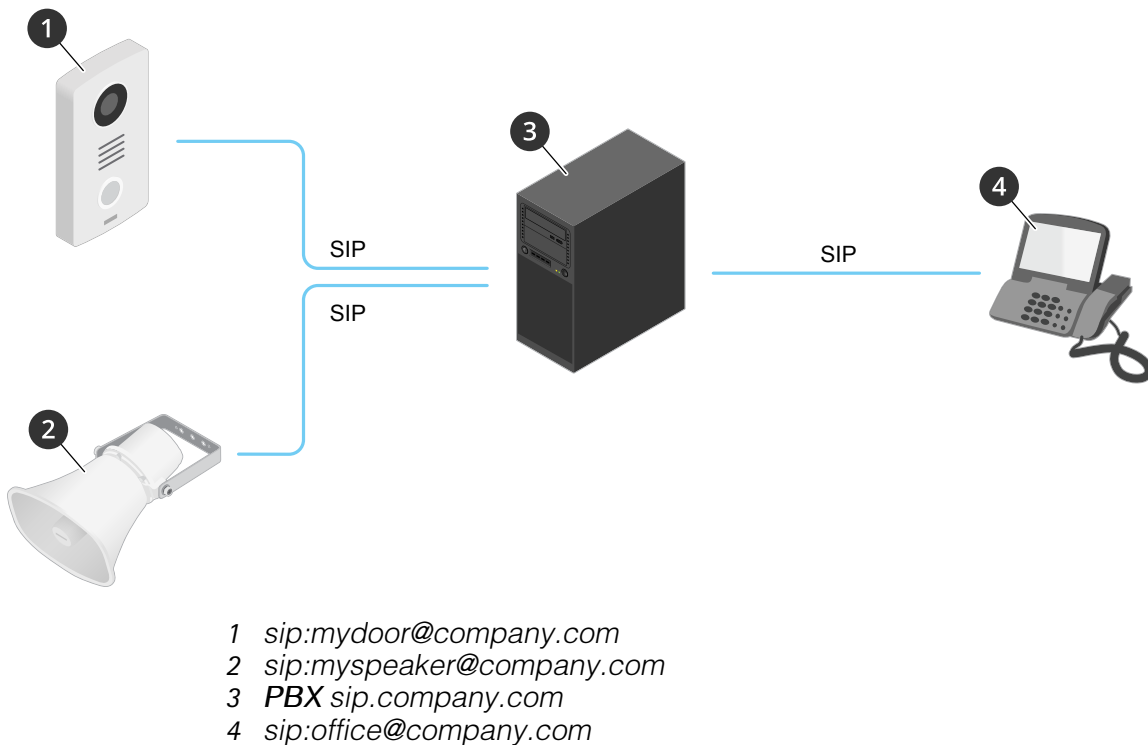 1
3
4
SIP
SIP
SIP
2
1 sip:mydoor@company.com
2 sip:myspeaker@company.com
3 PBX sip.company.com
4 sip:office@company.com